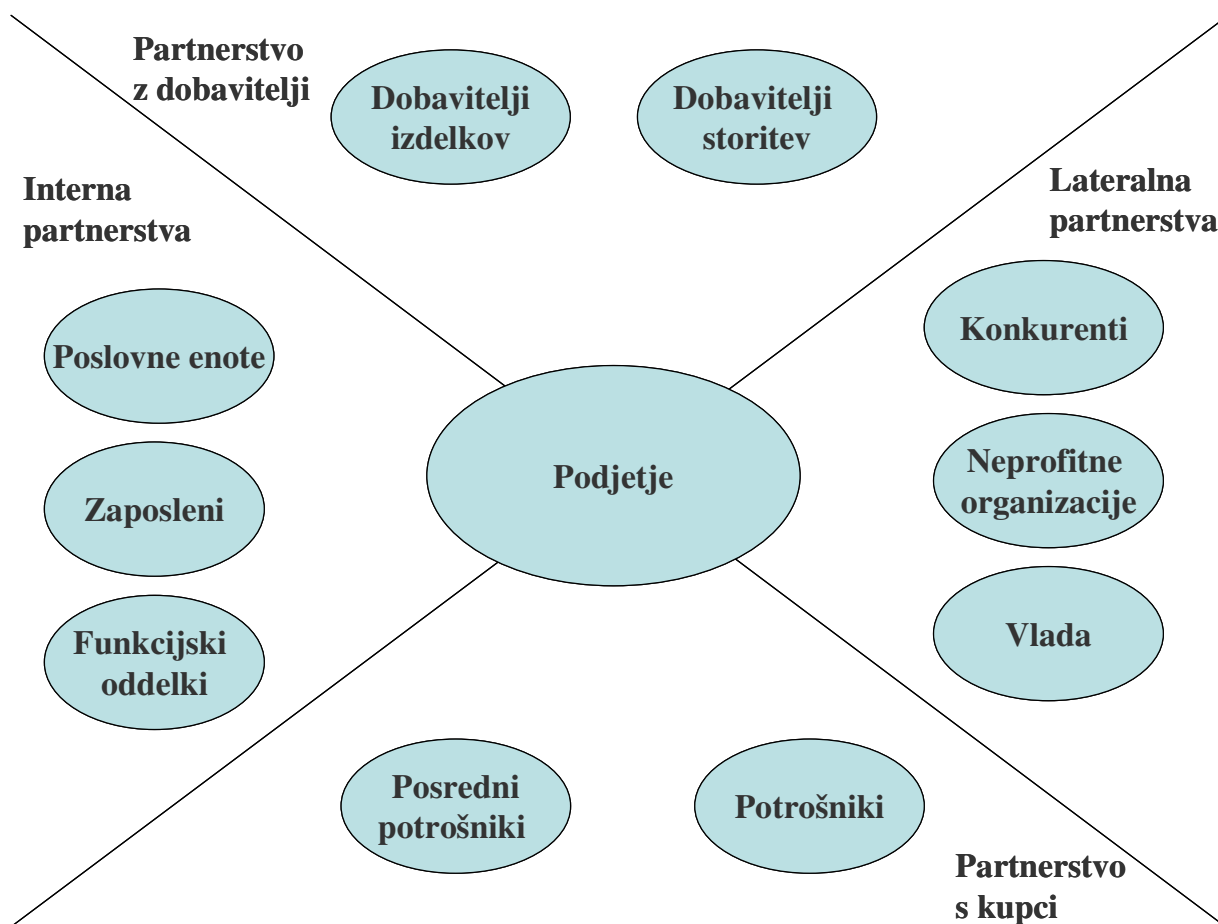 Partnerstvo
z dobavitelji
Dobavitelji
izdelkov
Dobavitelji
storitev
Interna
partnerstva
Lateralna
partnerstva
Poslovne enote
Zaposleni
Funkcijski
oddelki
Podjetje
Konkurenti
Neprofitne
organizacije
Vlada
Posredni
potrošniki
Potrošniki
Partnerstvo
s kupci